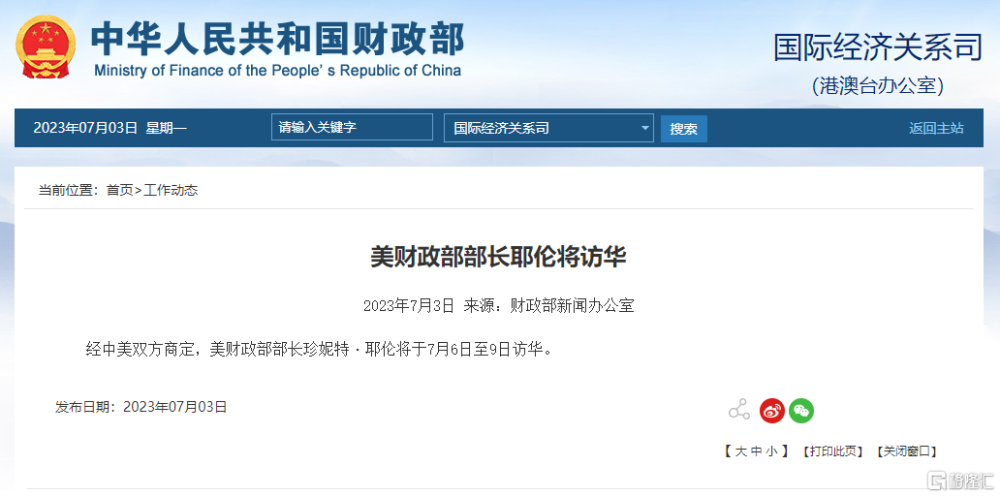 中华人民共和国财政部
Ministry of Finance of the People's Republic of China
国际经济关系司
(港澳台办公室)
2023年07月03日 星期一
请输入关键字
国际经济关系司
搜索
返回主站
当前位置：首页>工作动态
美财政部部长耶伦将访华
2023年7月3日 来源：财政部新闻办公室
经中美双方商定，美财政部部长珍妮特·耶伦将于7月6日至9日访华。
发布日期：2023年07月03日
【 大 中 小 】 【打印此页】 【关闭窗口】
格隆汇